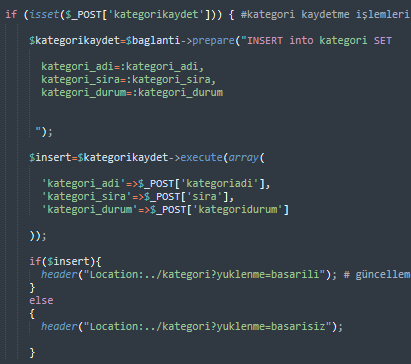 if (isset($_POST['kategorikaydet'])) { #kategori kaydetme işlemleri
$kategorikaydet=$baglanti->prepare("INSERT into kategori SET
kategori_adi=:kategori_adi,
kategori_sira=:kategori_sira,
kategori_durum=:kategori_durum
");
$insert=$kategorikaydet->execute(array(
'kategori_adi'=>$_POST['kategoriadi'],
'kategori_sira'=>$_POST['sira'],
'kategori_durum'=>$_POST['kategoridurum']
));
if($insert){
header("Location:../kategori?yuklenme=basarili"); # güncellem
}
else
{
header("Location:../kategori?yuklenme=basarisiz");
}